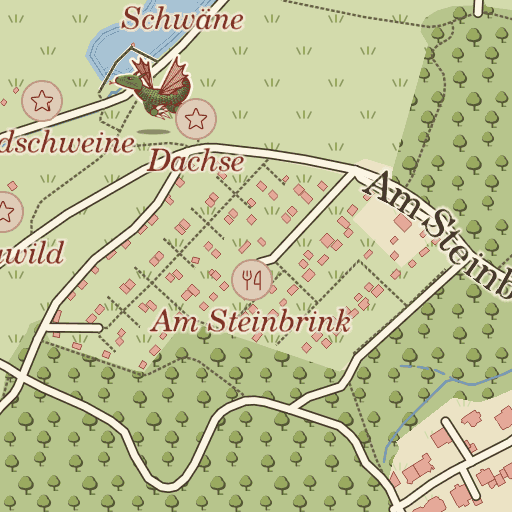 Schwäne
dschweine
Dachse
Am-Steinb
wild
Am Steinbrink